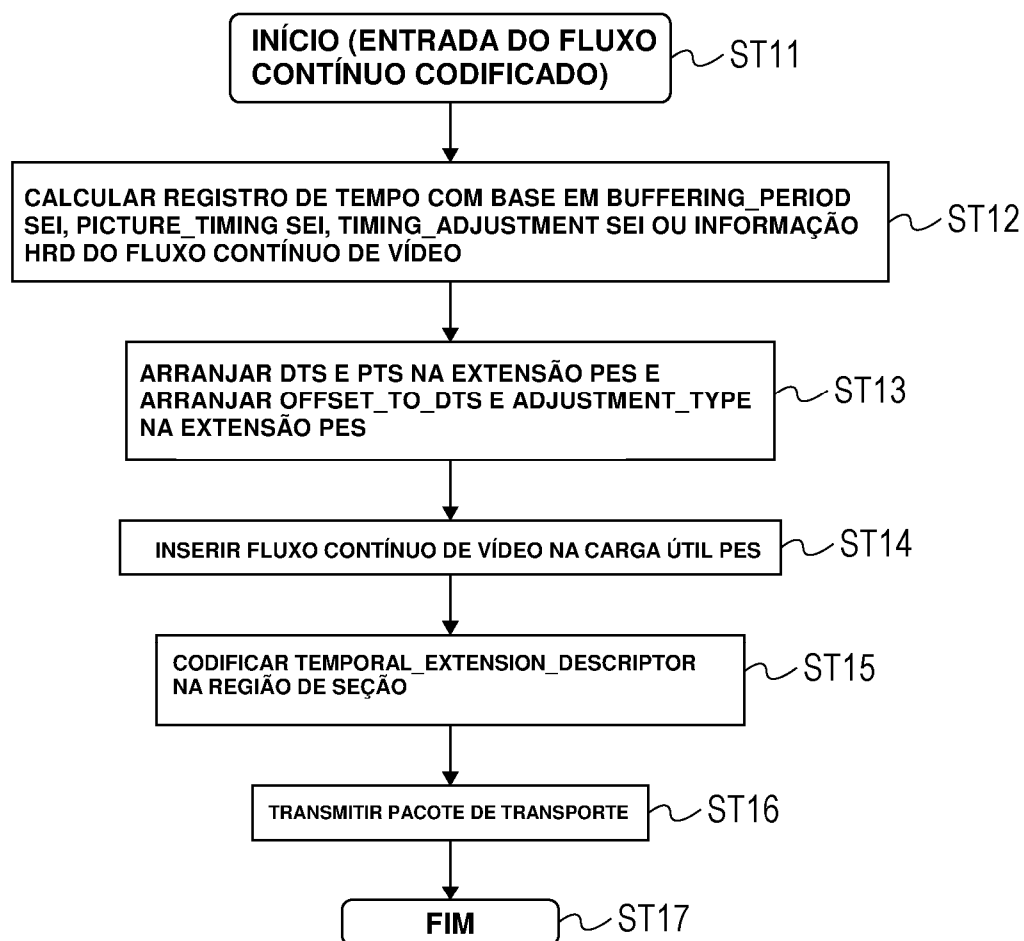 INÍCIO (ENTRADA DO FLUXO
CONTÍNUO CODIFICADO)
ST11
CALCULAR REGISTRO DE TEMPO COM BASE EM BUFFERING_PERIOD
SEI, PICTURE_TIMING SEI, TIMING_ADJUSTMENT SEI OU INFORMAÇÃO
HRD DO FLUXO CONTÍNUO DE VÍDEO
ST12
ARRANJAR DTS E PTS NA EXTENSÃO PES E
ARRANJAR OFFSET_TO_DTS E ADJUSTMENT_TYPE
NA EXTENSÃO PES
ST13
INSERIR FLUXO CONTÍNUO DE VÍDEO NA CARGA ÚTIL PES
ST14
CODIFICAR TEMPORAL_EXTENSION_DESCRIPTOR
NA REGIÃO DE SEÇÃO
ST15
TRANSMITIR PACOTE DE TRANSPORTE
ST16
FIM
ST17